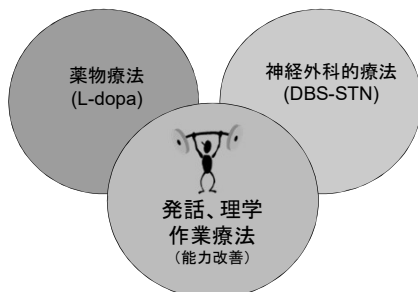 薬物療法
(L-dopa)
神経外科的療法
(DBS-STN)
発話、理学
作業療法
(能力改善)